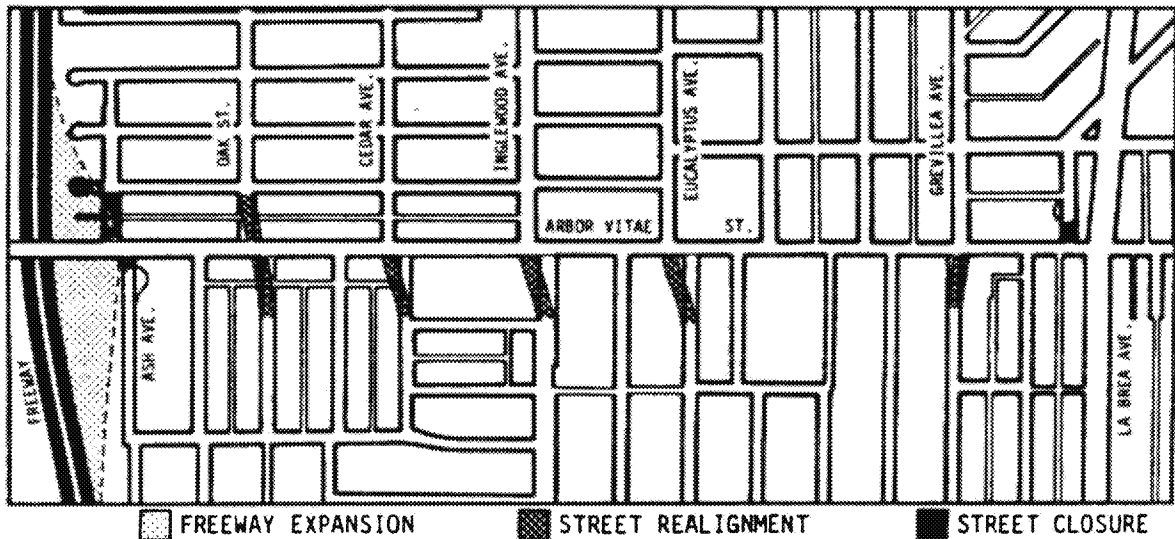 OAK ST.
CEDAR AVE.
INGLEWOOD AVE.
EUCALYPTUS AVE.
GREVILLEA AVE.
ARBOR VITAE ST.
ASH AVE.
FREEWAY
LA BREA AVE.
FREEWAY EXPANSION
STREET REALIGNMENT
STREET CLOSURE